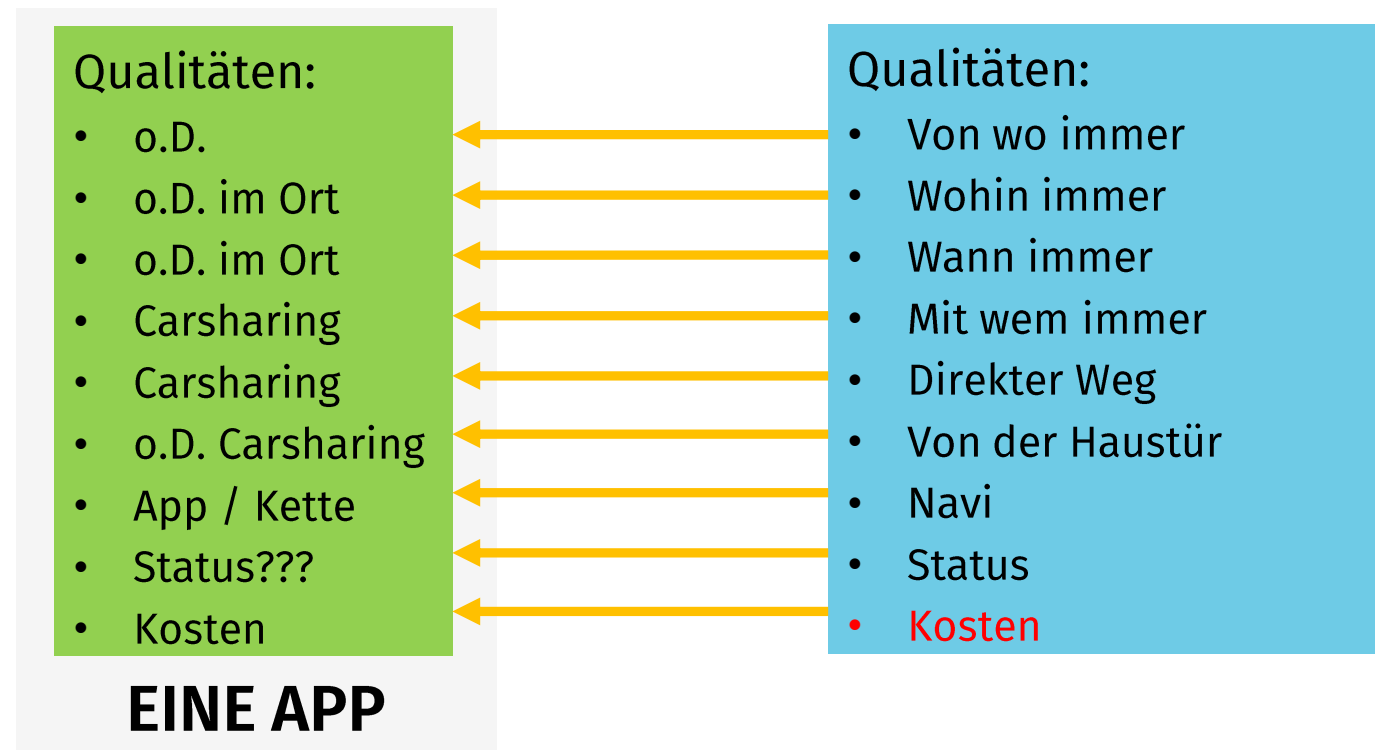 Qualitäten:
• o.D.
• o.D. im Ort
• o.D. im Ort
• Carsharing
• Carsharing
• o.D. Carsharing
• App / Kette
• Status???
• Kosten
EINE APP
Qualitäten:
• Von wo immer
• Wohin immer
• Wann immer
• Mit wem immer
• Direkter Weg
• Von der Haustür
• Navi
• Status
• Kosten